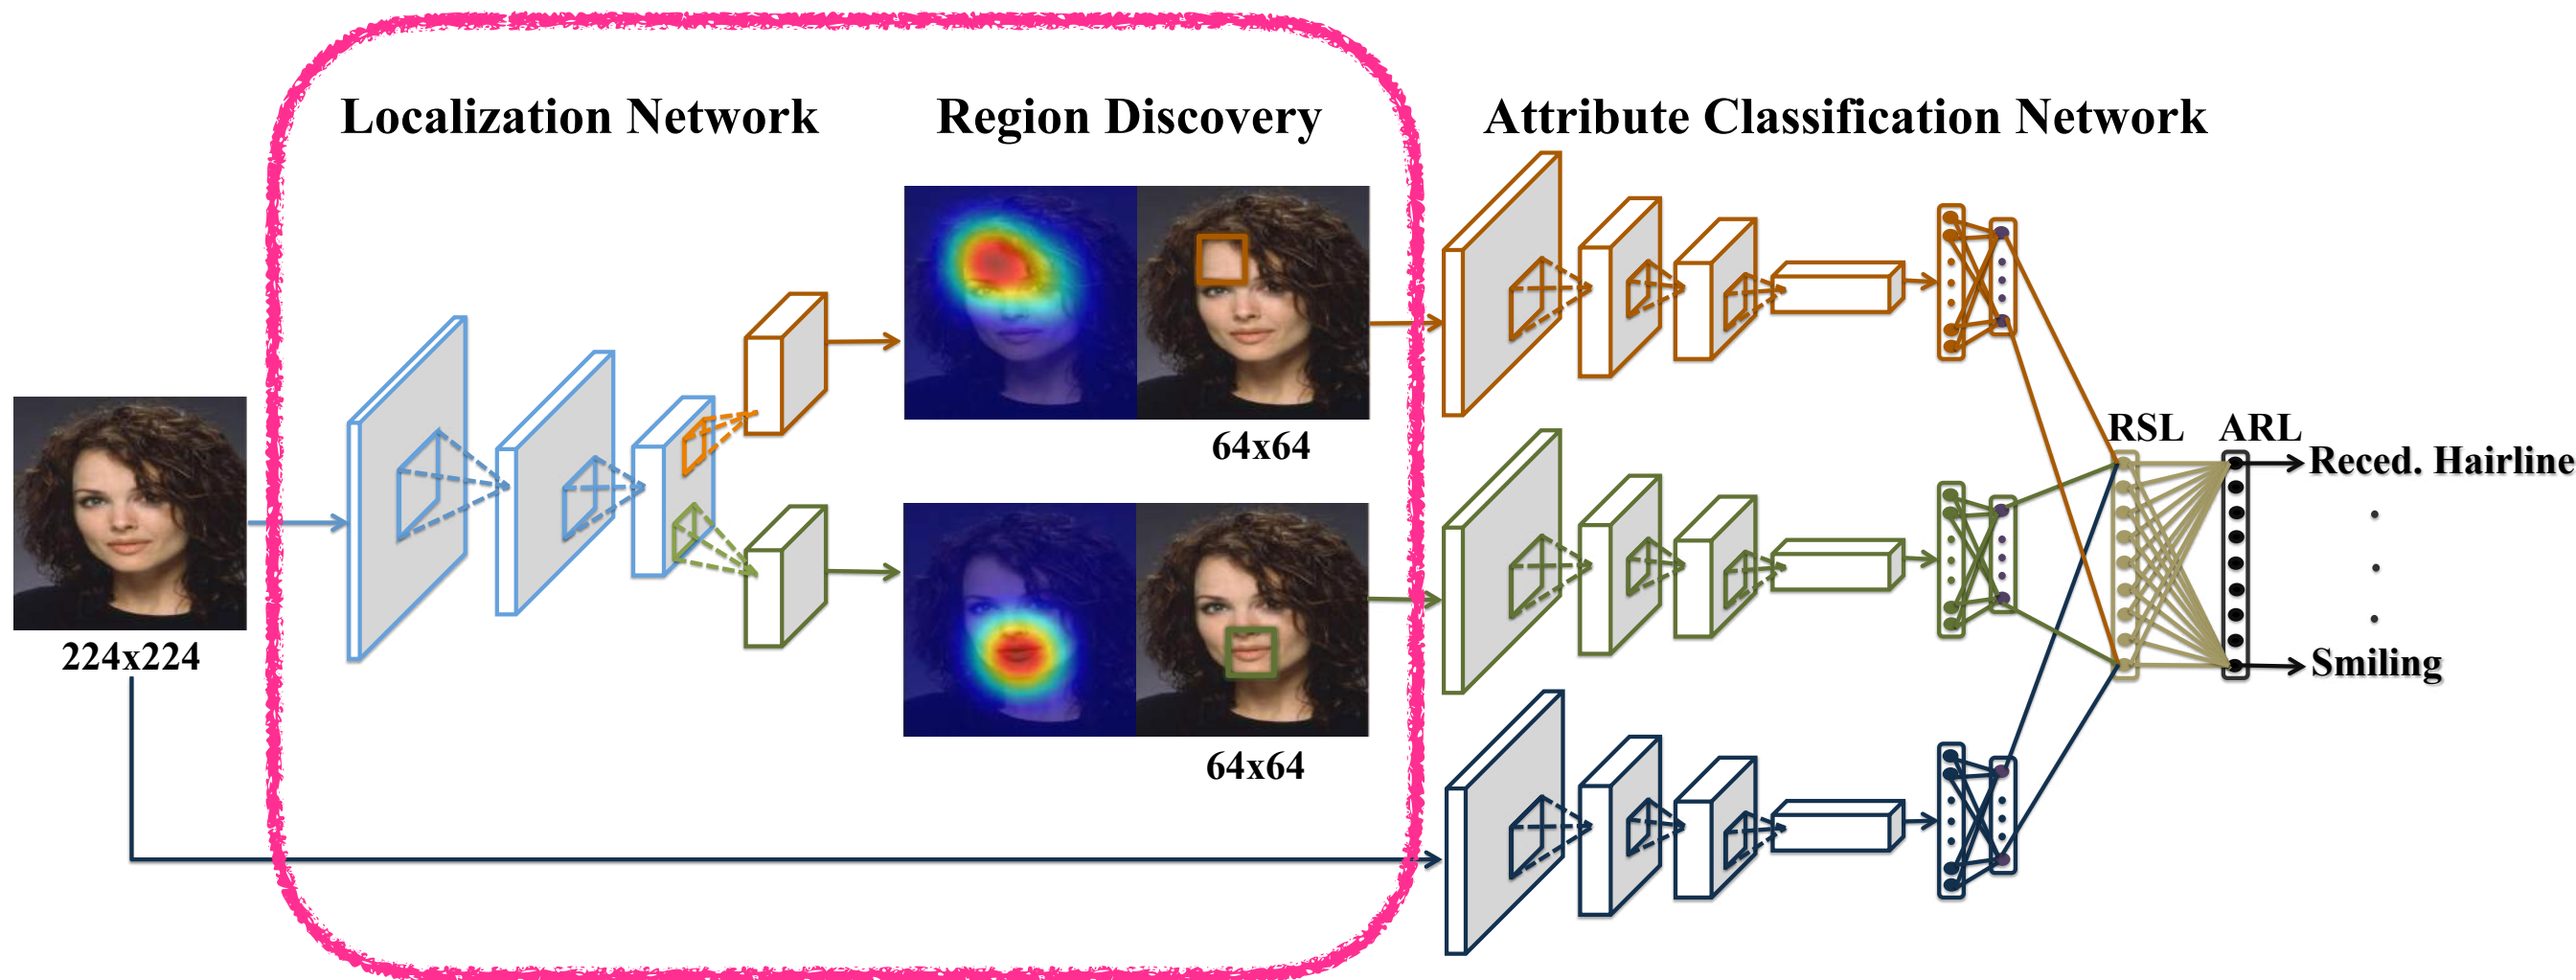 Localization Network
Region Discovery
Attribute Classification Network
64x64
RSL
ARL
Reced. Hairline
224x224
Smiling
64x64